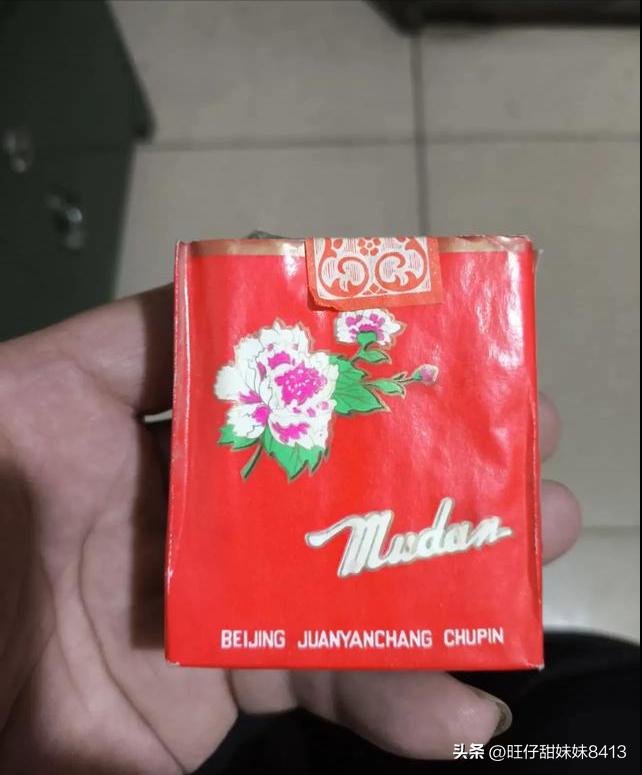 Mudan
BEIJING JUANYANCHANG CHUPIN
头条 @旺仔甜妹妹8413